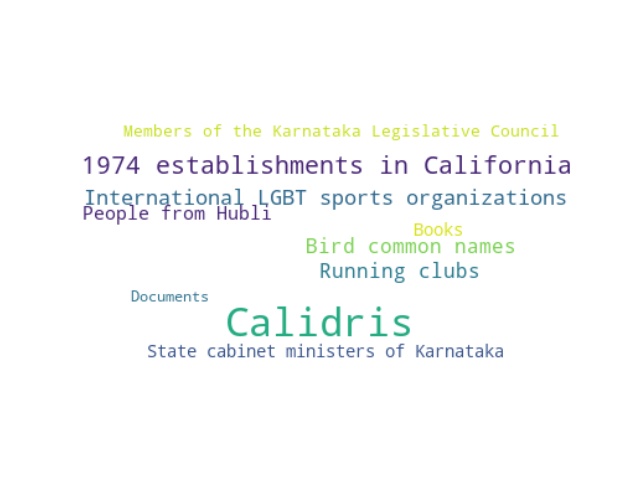 Members of the Karnataka Legislative Council
1974 establishments in California
International LGBT sports organizations
People from Hubli
Books
Bird common names
Running clubs
Documents
Calidris
State cabinet ministers of Karnataka